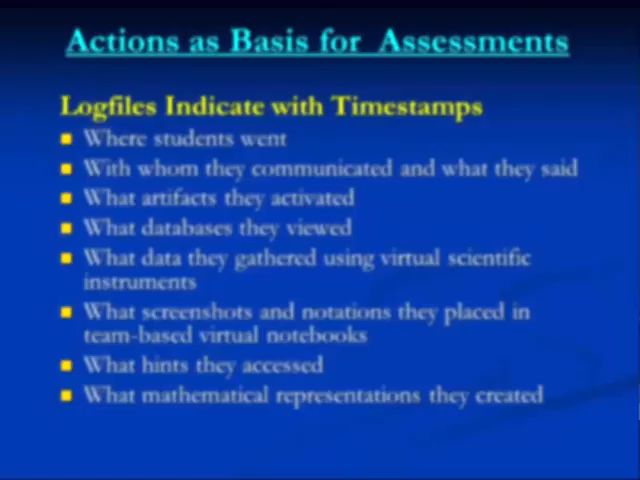 Actions as Basis for Assessments
Logfiles Indicate with Timestamps
Where students went
With whom they communicated and what they said
What artifacts they activated
What databases they viewed
What data they gathered using virtual scientific
instruments
What screenshots and notations they placed in
team-based virtual notebooks
What hints they accessed
What mathematical representations they created